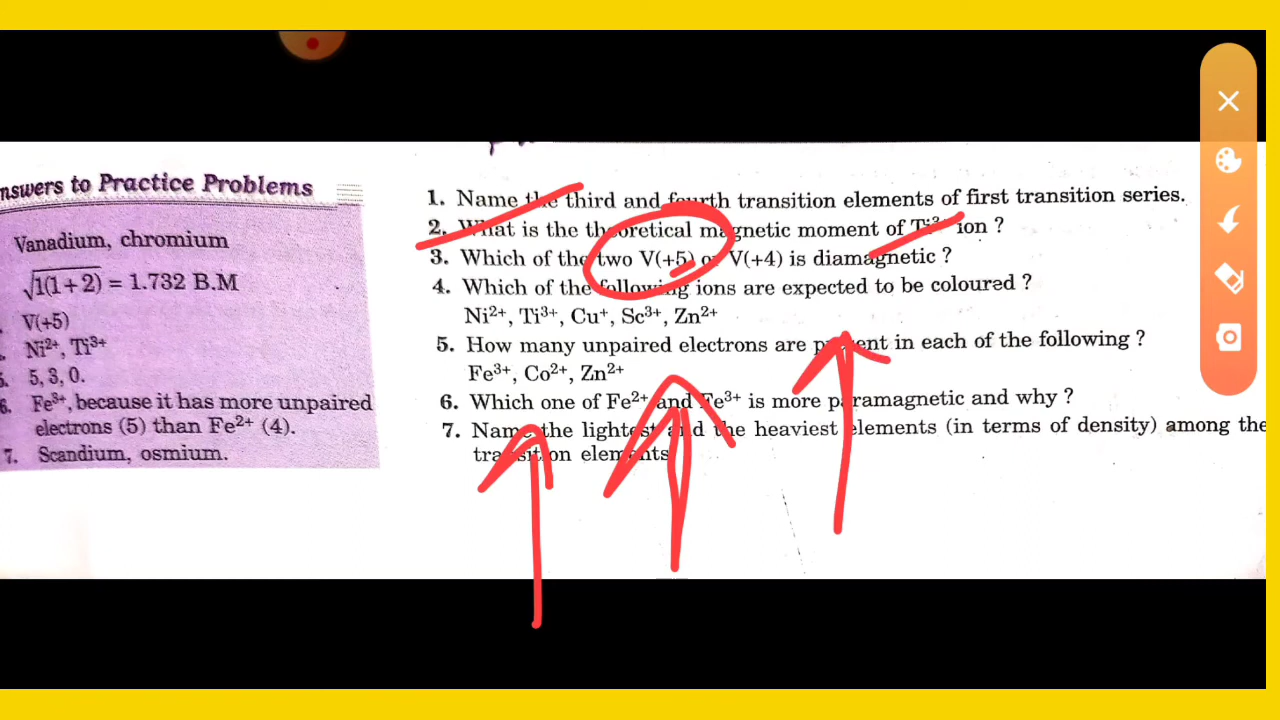 nswers to Practice Problems
Vanadium, chromium
√1(1+2) = 1.732 B.M
V(+5)
Ni²⁺, Ti³⁺
5. 5, 3, 0.
6. Fe³⁺, because it has more unpaired
electrons (5) than Fe²⁺ (4).
7. Scandium, osmium.
1. Name the third and fourth transition elements of first transition series.
2. What is the theoretical magnetic moment of Ti³⁺ ion ?
3. Which of the two V(+5) or V(+4) is diamagnetic ?
4. Which of the following ions are expected to be coloured ?
Ni²⁺, Ti³⁺, Cu⁺, Sc³⁺, Zn²⁺
5. How many unpaired electrons are present in each of the following ?
Fe³⁺, Co²⁺, Zn²⁺
6. Which one of Fe²⁺ and Fe³⁺ is more paramagnetic and why ?
7. Name the lightest and the heaviest elements (in terms of density) among the
transition elements